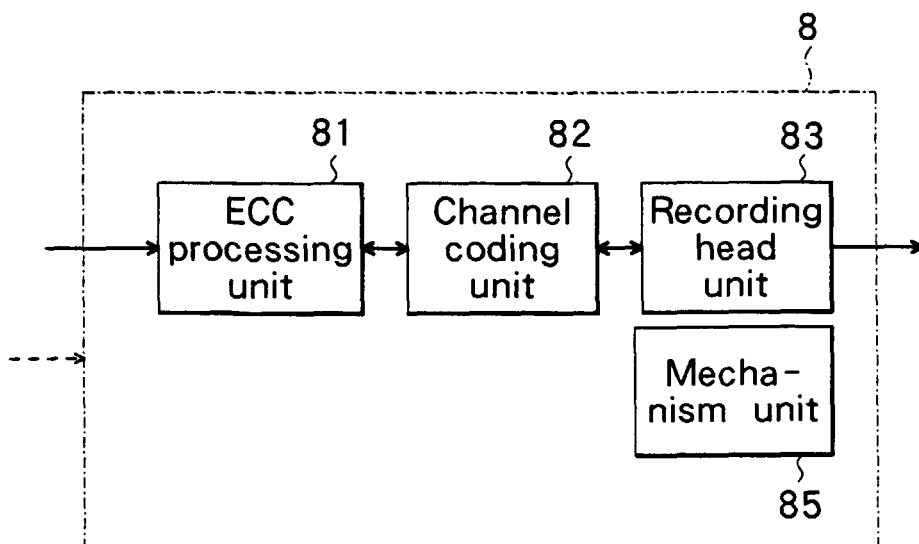 8
81
82
83
ECC
processing
unit
Channel
coding
unit
Recording
head
unit
Mecha-
nism unit
85